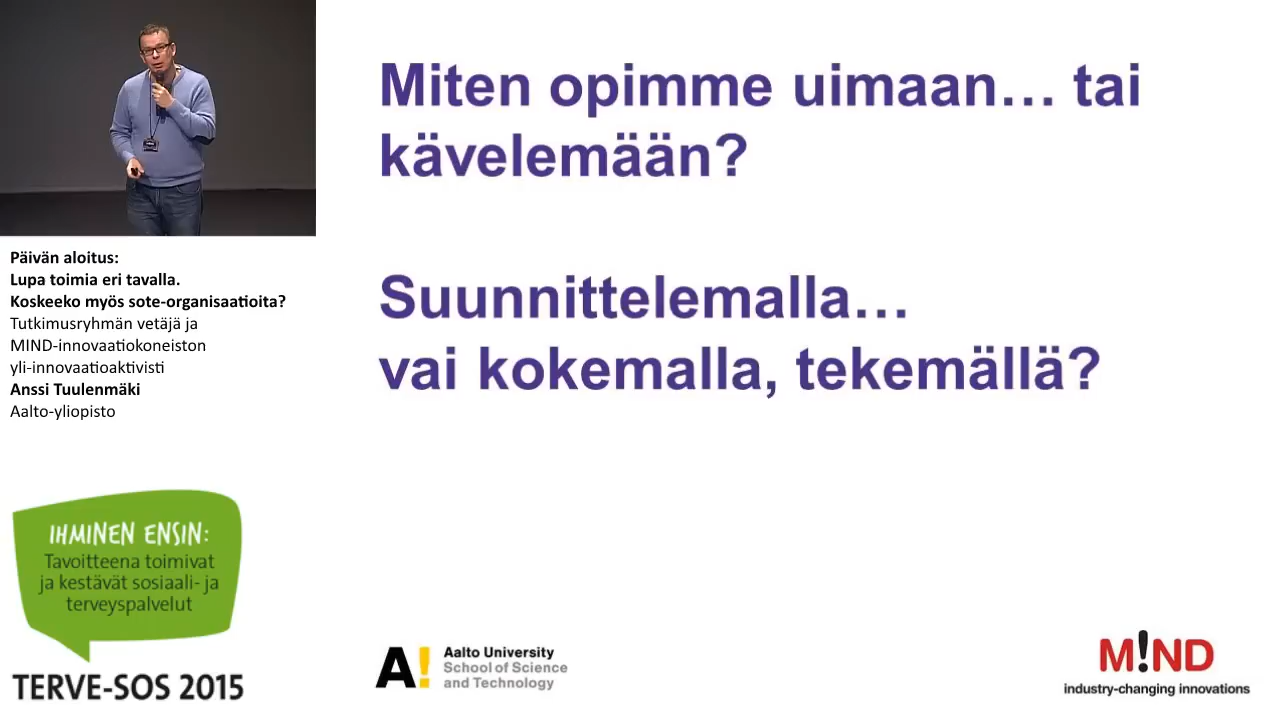 Miten opimme uimaan… tai
kävelemään?
Suunnittelemalla…
vai kokemalla, tekemällä?
Päivän aloitus:
Lupa toimia eri tavalla.
Koskeeko myös sote-organisaatioita?
Tutkimusryhmän vetäjä ja
MIND-innovaatiokoneiston
yli-innovaatioaktivisti
Anssi Tuulenmäki
Aalto-yliopisto
IHMINEN ENSIN:
Tavoitteena toimivat
ja kestävät sosiaali- ja
terveyspalvelut
TERVE-SOS 2015
A!
Aalto University
School of Science
and Technology
M!ND
industry-changing innovations